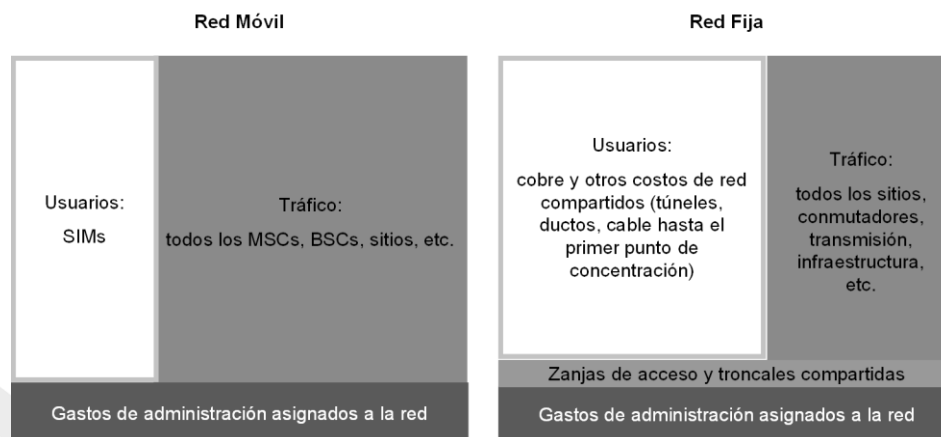 Red Móvil
Usuarios:
SIMs
Tráfico:
todos los MSCs, BSCs, sitios, etc.
Gastos de administración asignados a la red
Red Fija
Usuarios:
cobre y otros costos de red
compartidos (túneles,
ductos, cable hasta el
primer punto de
concentración)
Tráfico:
todos los sitios,
conmutadores,
transmisión,
infraestructura,
etc.
Zanjas de acceso y troncales compartidas
Gastos de administración asignados a la red